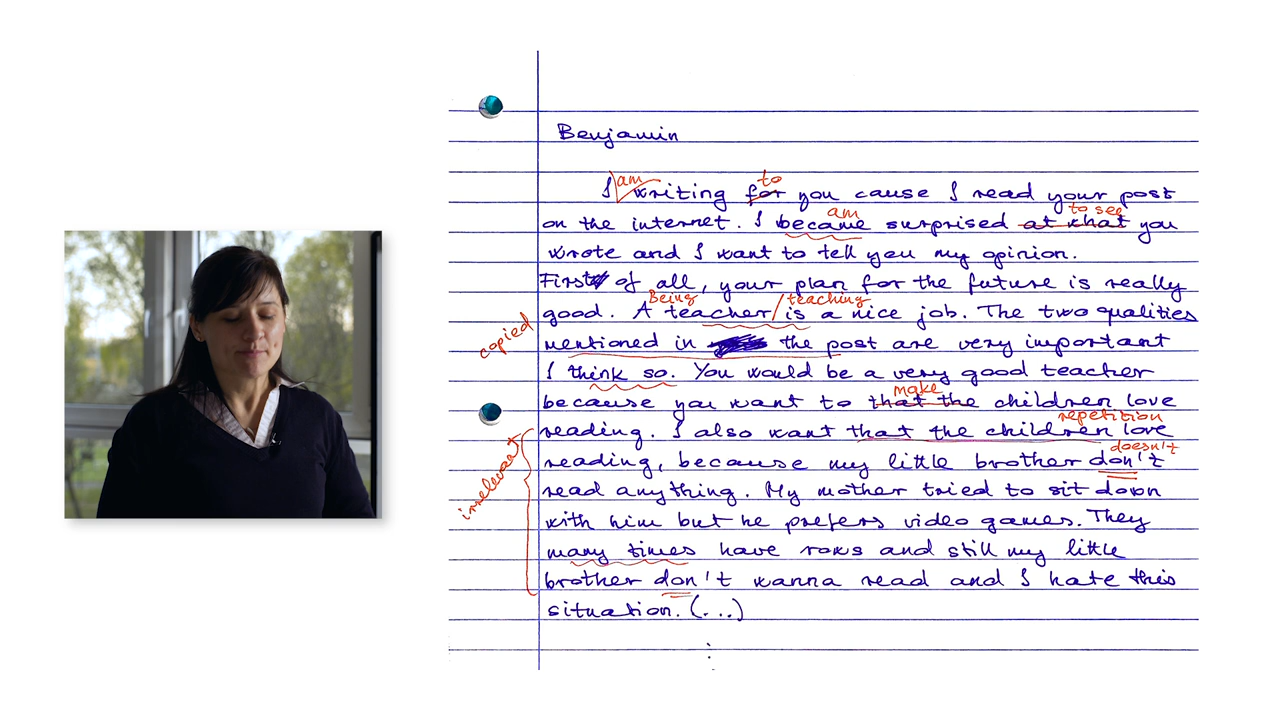 Benjamin
am to
I writing for you cause I read your post
am to see
on the internet. I became surprised at what you
wrote and I want to tell you my opinion.
First of all, your plan for the future is really
Being / teaching
good. A teacher is a nice job. The two qualities
copied
mentioned in the post are very important
I think so. You would be a very good teacher
make
because you want to that the children love
repetition
reading. I also want that the children love
doesn't
irrelevant
reading, because my little brother don't
read anything. My mother tried to sit down
with him but he prefers video games. They
many times have rows and still my little
brother don't wanna read and I hate this
situation. (...)